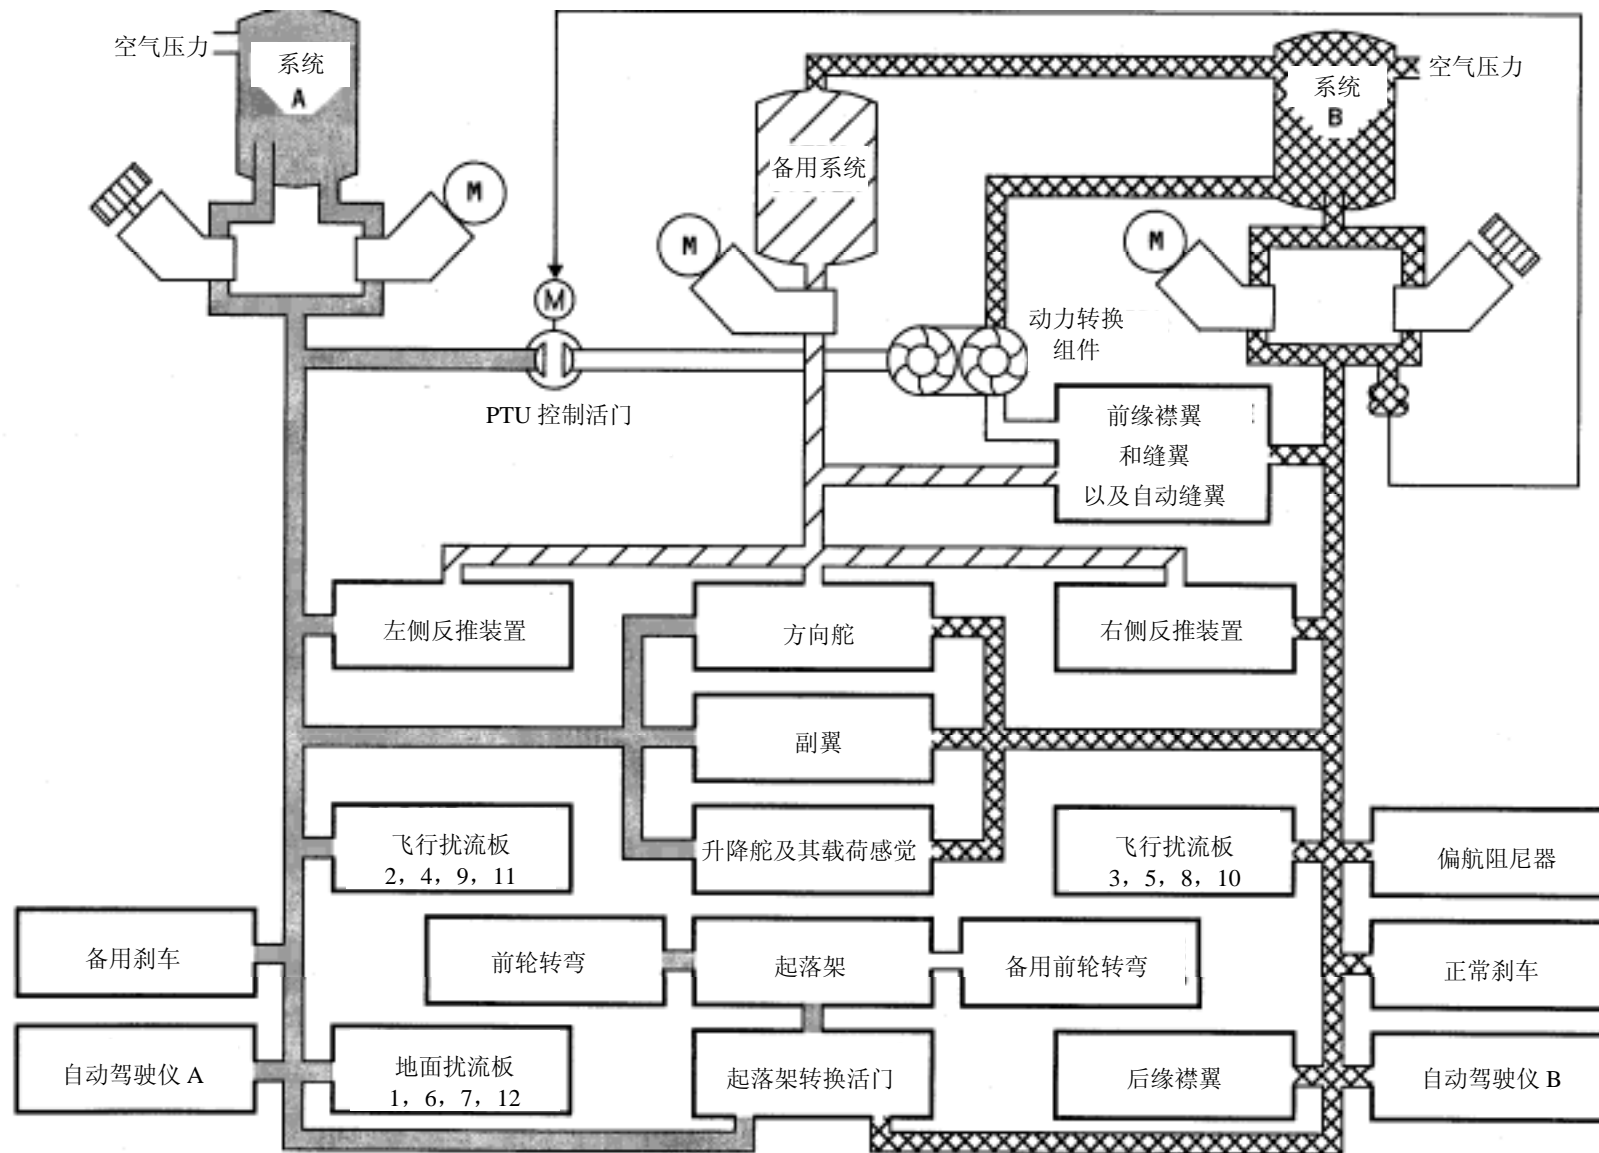 空气压力
系统
A
系统
B
空气压力
备用系统
M
M
M
M
动力转换
组件
PTU 控制活门
前缘襟翼
和缝翼
以及自动缝翼
左侧反推装置
方向舵
右侧反推装置
副翼
飞行扰流板
2，4，9，11
升降舵及其载荷感觉
飞行扰流板
3，5，8，10
偏航阻尼器
备用刹车
前轮转弯
起落架
备用前轮转弯
正常刹车
自动驾驶仪 A
地面扰流板
1，6，7，12
起落架转换活门
后缘襟翼
自动驾驶仪 B